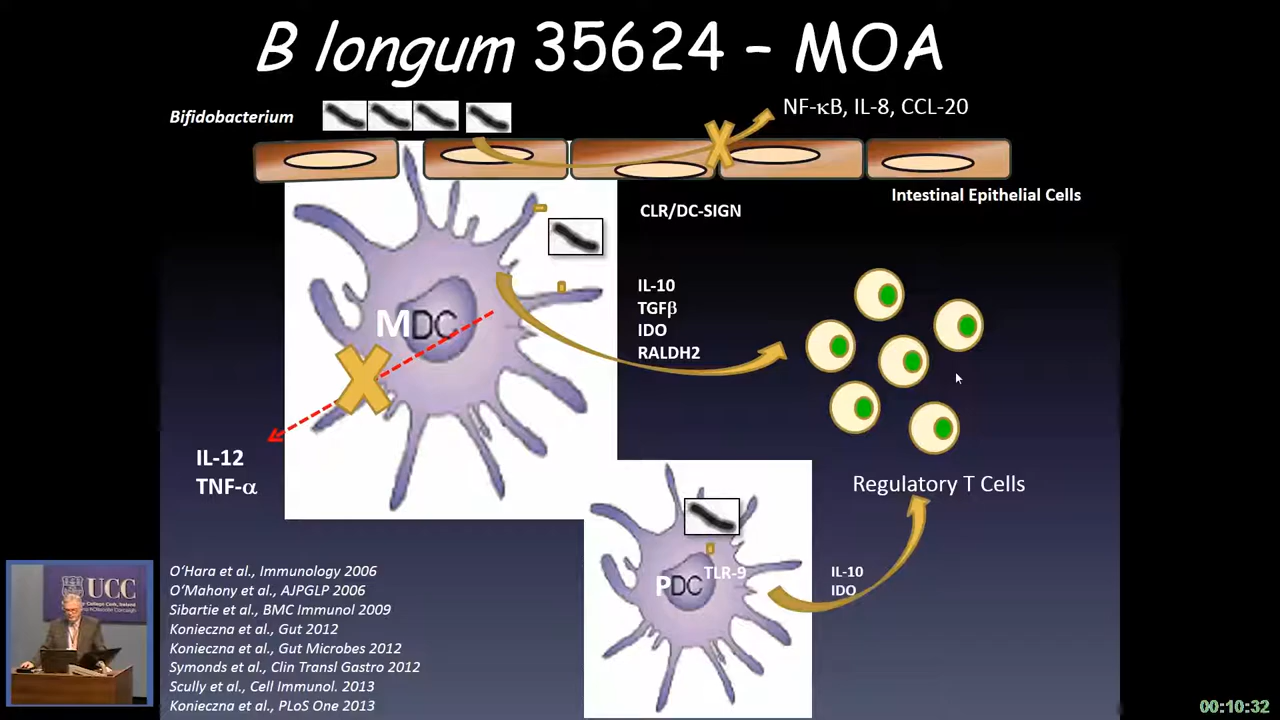 B longum 35624 – MOA
Bifidobacterium
NF-κB, IL-8, CCL-20
Intestinal Epithelial Cells
CLR/DC-SIGN
IL-10
TGFβ
IDO
RALDH2
MDC
IL-12
TNF-α
Regulatory T Cells
TLR-9
PDC
IL-10
IDO
O'Hara et al., Immunology 2006
O'Mahony et al., AJPGLP 2006
Sibartie et al., BMC Immunol 2009
Konieczna et al., Gut 2012
Konieczna et al., Gut Microbes 2012
Symonds et al., Clin Transl Gastro 2012
Scully et al., Cell Immunol. 2013
Konieczna et al., PLoS One 2013
UCC
00:10:32